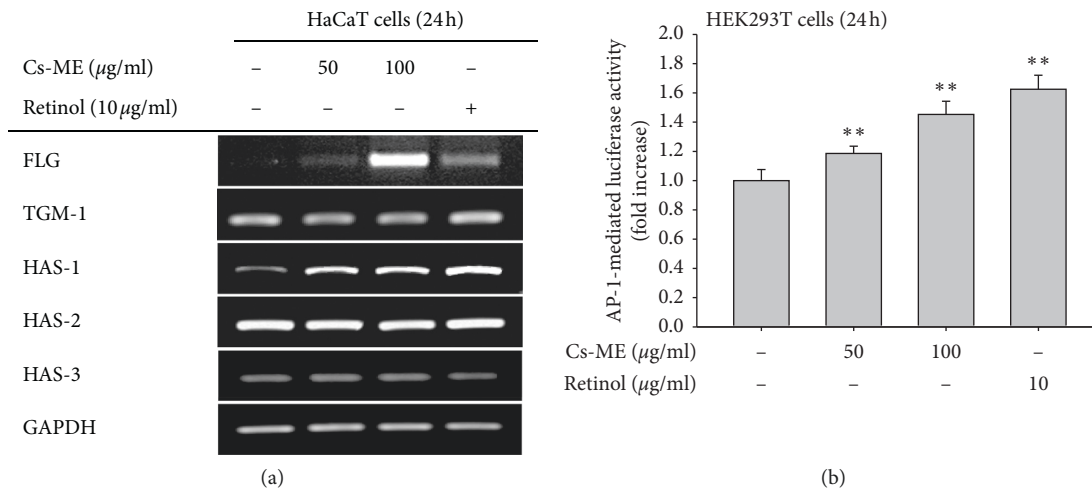 HaCaT cells (24 h)
Cs-ME (μg/ml) – 50 100 –
Retinol (10 μg/ml) – – – +
FLG
TGM-1
HAS-1
HAS-2
HAS-3
GAPDH
(a)
HEK293T cells (24 h)
AP-1-mediated luciferase activity
(fold increase)
2.0
1.8
1.6
1.4
1.2
1.0
0.8
0.6
0.4
0.2
0.0
** ** **
Cs-ME (μg/ml) – 50 100 –
Retinol (μg/ml) – – – 10
(b)